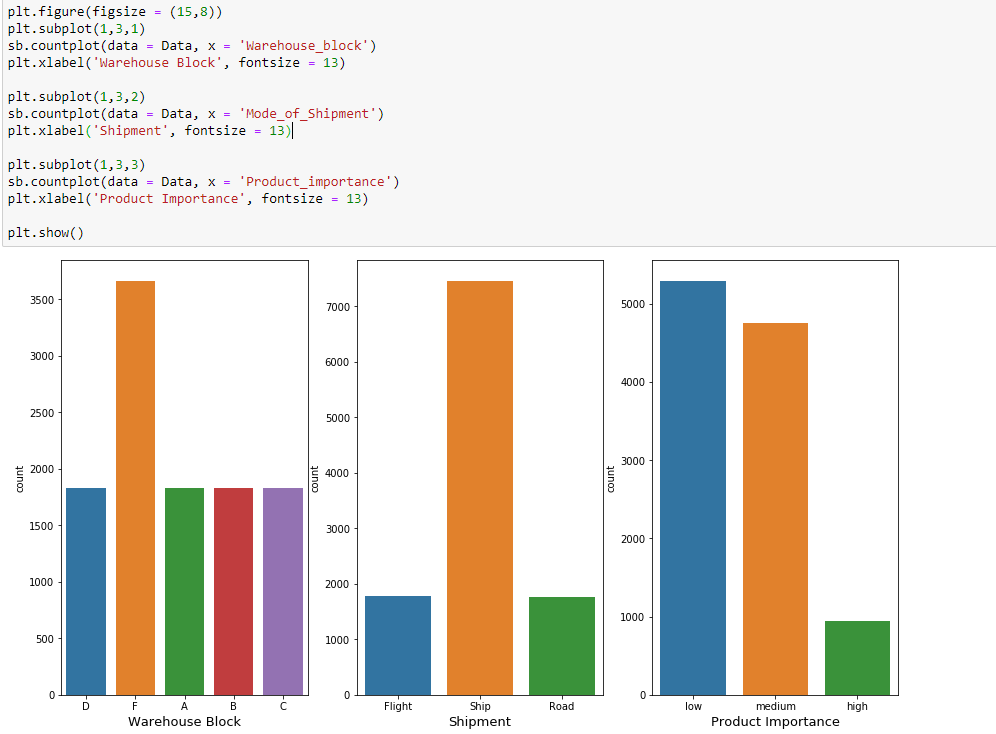 plt.figure(figsize = (15,8))
plt.subplot(1,3,1)
sb.countplot(data = Data, x = 'Warehouse_block')
plt.xlabel('Warehouse Block', fontsize = 13)
plt.subplot(1,3,2)
sb.countplot(data = Data, x = 'Mode_of_Shipment')
plt.xlabel('Shipment', fontsize = 13)
plt.subplot(1,3,3)
sb.countplot(data = Data, x = 'Product_importance')
plt.xlabel('Product Importance', fontsize = 13)
plt.show()
3500
3000
2500
2000
1500
1000
500
0
count
D F A B C
Warehouse Block
7000
6000
5000
4000
3000
2000
1000
0
count
Flight Ship Road
Shipment
5000
4000
3000
2000
1000
0
count
low medium high
Product Importance